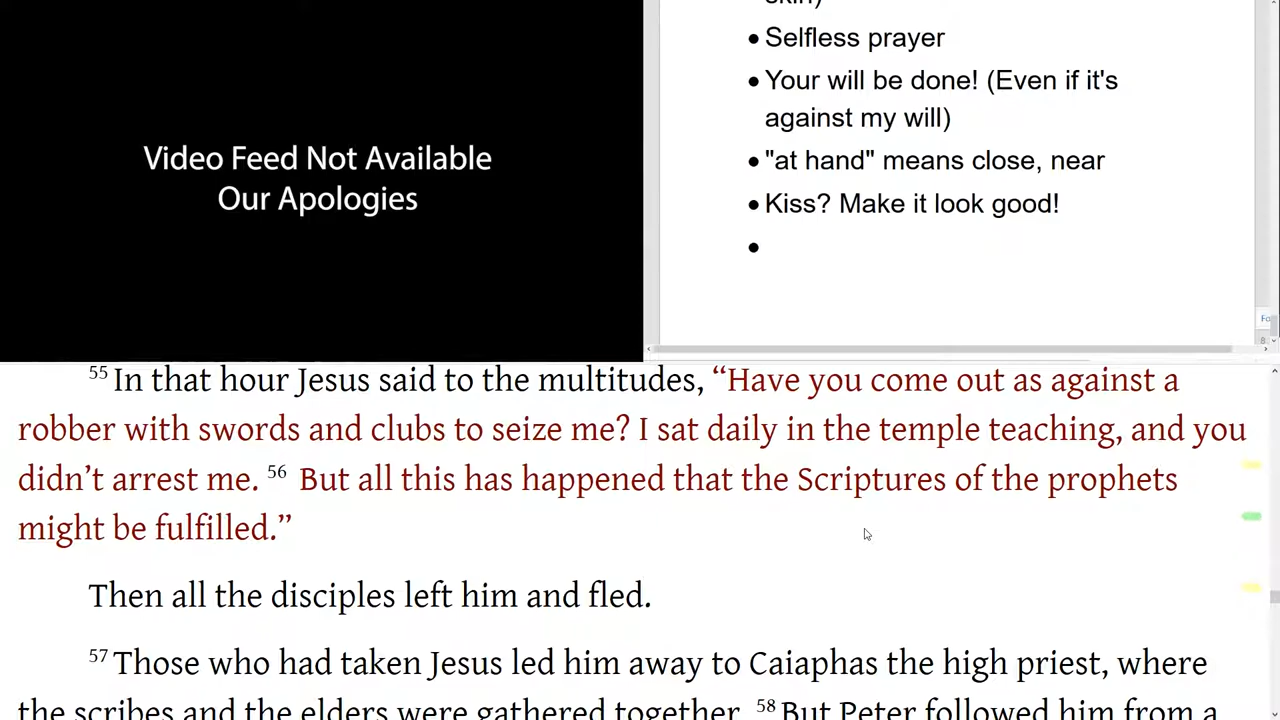 Video Feed Not Available
Our Apologies
skin)
• Selfless prayer
• Your will be done! (Even if it's
against my will)
• "at hand" means close, near
• Kiss? Make it look good!
•
55 In that hour Jesus said to the multitudes, “Have you come out as against a
robber with swords and clubs to seize me? I sat daily in the temple teaching, and you
didn’t arrest me. 56 But all this has happened that the Scriptures of the prophets
might be fulfilled.”
Then all the disciples left him and fled.
57 Those who had taken Jesus led him away to Caiaphas the high priest, where
the scribes and the elders were gathered together. 58 But Peter followed him from a